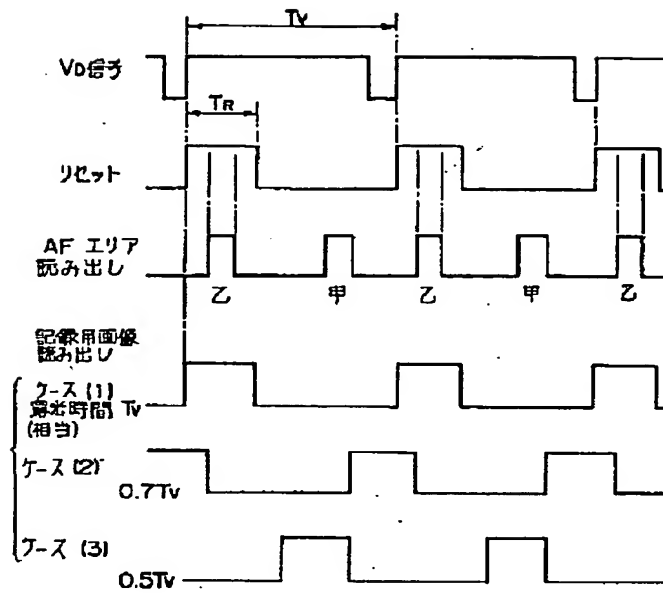 Tv
VD信号
TR
リセット
AF エリア
読み出し
乙
甲
乙
甲
乙
記録用画像
読み出し
ケース (1)
露光時間 Tv
(相当)
ケース (2)
0.7Tv
ケース (3)
0.5Tv